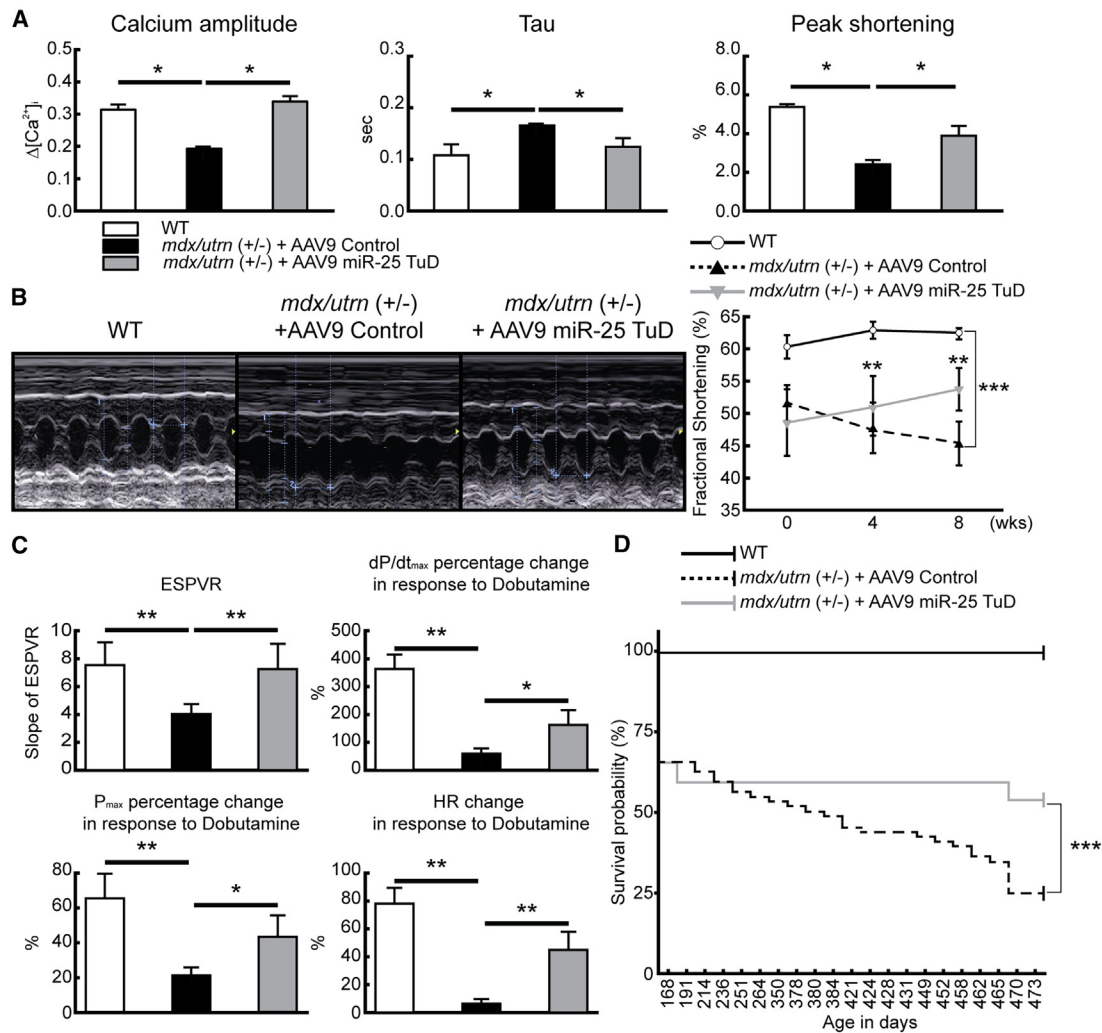 A
Calcium amplitude
Tau
Peak shortening
0.5
0.4
0.3
0.2
0.1
0.0
Δ[Ca²⁺]ᵢ
*
*
0.3
0.2
0.1
0.0
sec
*
*
8.0
6.0
4.0
2.0
0.0
%
*
*
WT
mdx/utrn (+/-) + AAV9 Control
mdx/utrn (+/-) + AAV9 miR-25 TuD
B
WT
mdx/utrn (+/-)
+AAV9 Control
mdx/utrn (+/-)
+ AAV9 miR-25 TuD
WT
mdx/utrn (+/-) + AAV9 Control
mdx/utrn (+/-) + AAV9 miR-25 TuD
65
60
55
50
45
40
35
Fractional Shortening (%)
**
**
***
0
4
8
(wks)
C
ESPVR
10
8
6
4
2
0
Slope of ESPVR
**
**
dP/dtmax percentage change
in response to Dobutamine
500
400
300
200
100
0
%
**
*
Pmax percentage change
in response to Dobutamine
80
60
40
20
0
%
**
*
HR change
in response to Dobutamine
100
80
60
40
20
0
%
**
**
D
WT
mdx/utrn (+/-) + AAV9 Control
mdx/utrn (+/-) + AAV9 miR-25 TuD
100
75
50
25
0
Survival probability (%)
***
168
191
214
236
251
264
350
378
380
384
421
424
428
431
449
452
458
462
465
470
473
Age in days